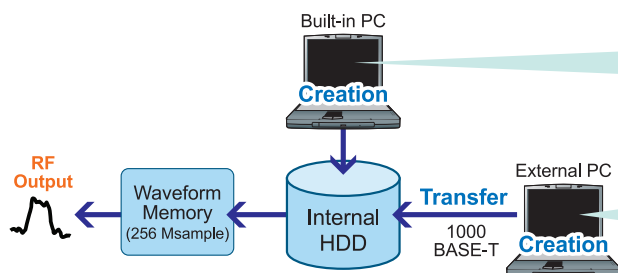 Built-in PC
Creation
RF
Output
Waveform
Memory
(256 Msample)
Internal
HDD
Transfer
1000
BASE-T
External PC
Creation